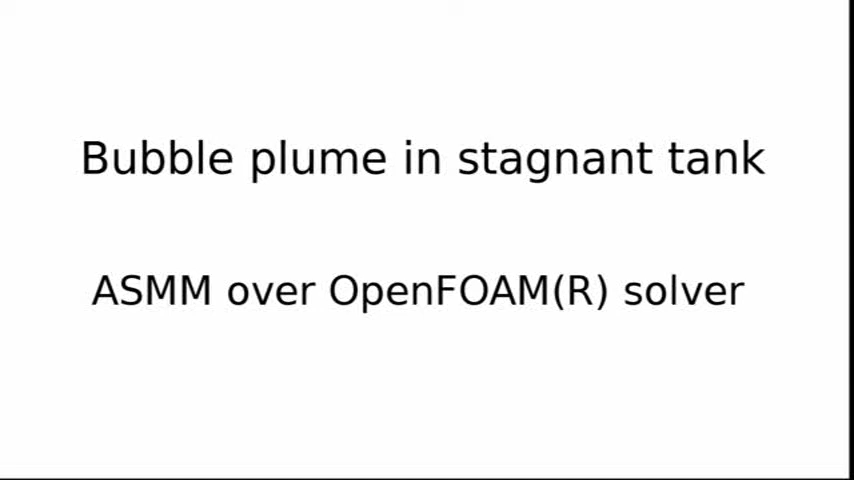 Bubble plume in stagnant tank
ASMM over OpenFOAM(R) solver